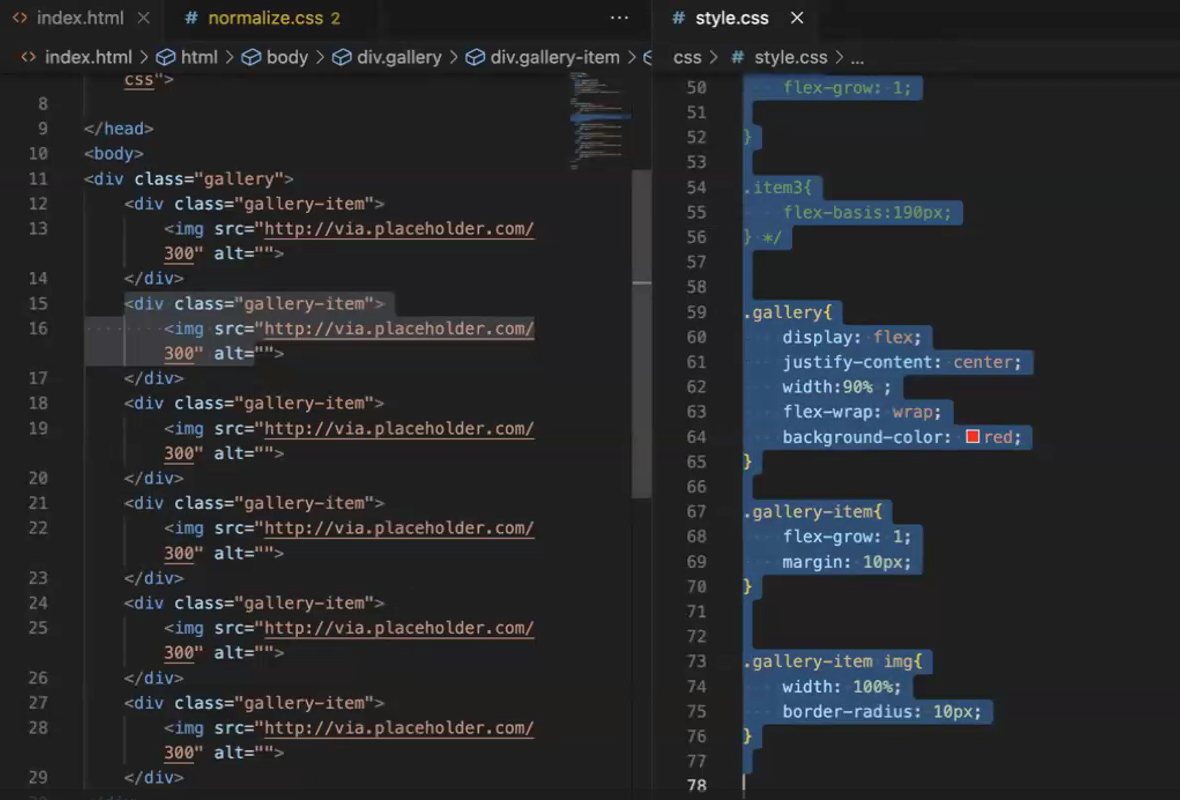 index.html
normalize.css 2
...
index.html > html > body > div.gallery > div.gallery-item >
css">
8
9 </head>
10 <body>
11 <div class="gallery">
12 <div class="gallery-item">
13 <img src="http://via.placeholder.com/
300" alt="">
14 </div>
15 <div class="gallery-item">
16 <img src="http://via.placeholder.com/
300" alt="">
17 </div>
18 <div class="gallery-item">
19 <img src="http://via.placeholder.com/
300" alt="">
20 </div>
21 <div class="gallery-item">
22 <img src="http://via.placeholder.com/
300" alt="">
23 </div>
24 <div class="gallery-item">
25 <img src="http://via.placeholder.com/
300" alt="">
26 </div>
27 <div class="gallery-item">
28 <img src="http://via.placeholder.com/
300" alt="">
29 </div>
# style.css
css > # style.css > ...
50 flex-grow: 1;
51
52 }
53
54 .item3{
55 flex-basis:190px;
56 } */
57
58
59 .gallery{
60 display: flex;
61 justify-content: center;
62 width:90% ;
63 flex-wrap: wrap;
64 background-color: red;
65 }
66
67 .gallery-item{
68 flex-grow: 1;
69 margin: 10px;
70 }
71
72
73 .gallery-item img{
74 width: 100%;
75 border-radius: 10px;
76 }
77
78